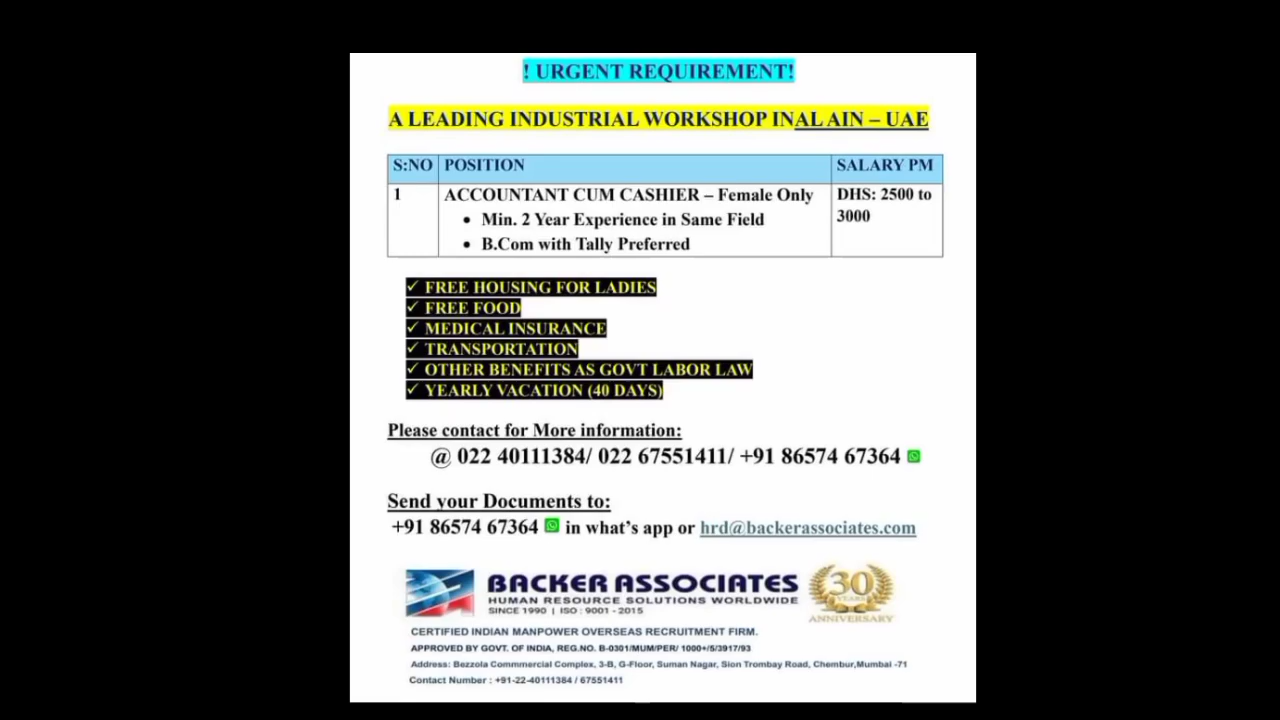 ! URGENT REQUIREMENT!
A LEADING INDUSTRIAL WORKSHOP INAL AIN – UAE
S:NO POSITION SALARY PM
1 ACCOUNTANT CUM CASHIER – Female Only DHS: 2500 to
3000
• Min. 2 Year Experience in Same Field
• B.Com with Tally Preferred
✓ FREE HOUSING FOR LADIES
✓ FREE FOOD
✓ MEDICAL INSURANCE
✓ TRANSPORTATION
✓ OTHER BENEFITS AS GOVT LABOR LAW
✓ YEARLY VACATION (40 DAYS)
Please contact for More information:
@ 022 40111384/ 022 67551411/ +91 86574 67364
Send your Documents to:
+91 86574 67364 in what's app or hrd@backerassociates.com
BACKER ASSOCIATES
HUMAN RESOURCE SOLUTIONS WORLDWIDE
SINCE 1990 | ISO : 9001 - 2015
30
YEARS
ANNIVERSARY
CERTIFIED INDIAN MANPOWER OVERSEAS RECRUITMENT FIRM.
APPROVED BY GOVT. OF INDIA, REG.NO. B-0301/MUM/PER/ 1000+/5/3917/93
Address: Bezzola Commmercial Complex, 3-B, G-Floor, Suman Nagar, Sion Trombay Road, Chembur,Mumbai -71
Contact Number : +91-22-40111384 / 67551411